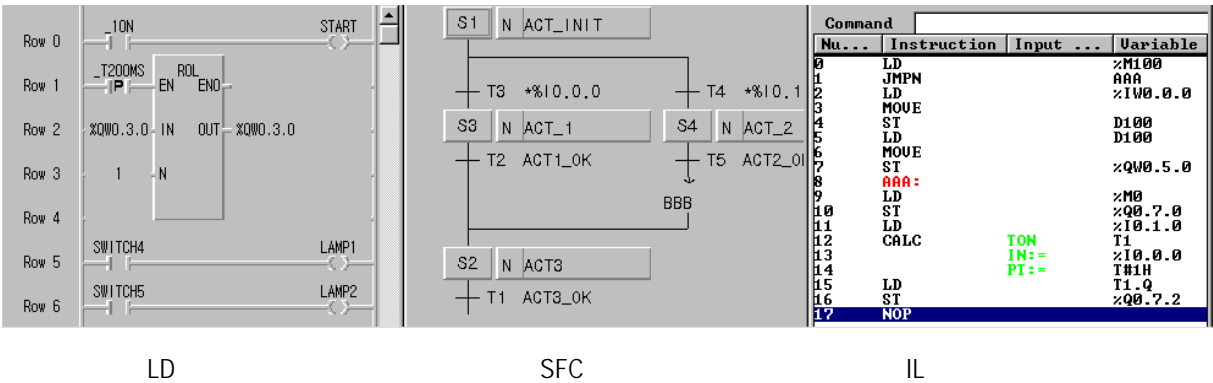 _1ON START
Row 0
_T200MS ROL
Row 1 P EN ENO
Row 2 %QW0.3.0 IN OUT %QW0.3.0
Row 3 1 N
Row 4
SWITCH4 LAMP1
Row 5
SWITCH5 LAMP2
Row 6
S1 N ACT_INIT
T3 *%I0.0.0 T4 *%I0.1
S3 N ACT_1 S4 N ACT_2
T2 ACT1_OK T5 ACT2_O
BBB
S2 N ACT3
T1 ACT3_OK
Command
Nu... Instruction Input ... Variable
0 LD %M100
1 JMPN AAA
2 LD %IW0.0.0
3 MOVE
4 ST D100
5 LD D100
6 MOVE
7 ST %QW0.5.0
8 AAA:
9 LD %M0
10 ST %Q0.7.0
11 LD %I0.1.0
12 CALC TON T1
13 IN:= %I0.0.0
14 PT:= T#1H
15 LD T1.Q
16 ST %Q0.7.2
17 NOP
LD SFC IL